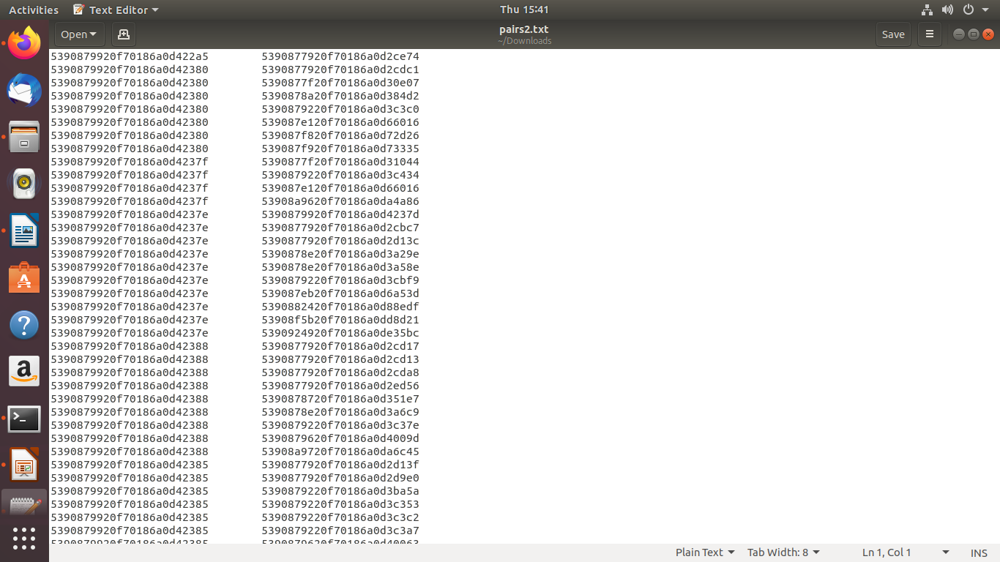 Activities Text Editor Thu 15:41
Open pairs2.txt Save
~/Downloads
5390879920f70186a0d422a5 5390877920f70186a0d2ce74
5390879920f70186a0d42380 5390877920f70186a0d2cdc1
5390879920f70186a0d42380 5390877f20f70186a0d30e07
5390879920f70186a0d42380 5390878a20f70186a0d384d2
5390879920f70186a0d42380 5390879220f70186a0d3c3c0
5390879920f70186a0d42380 539087e120f70186a0d66016
5390879920f70186a0d42380 539087f820f70186a0d72d26
5390879920f70186a0d42380 539087f920f70186a0d73335
5390879920f70186a0d4237f 5390877f20f70186a0d31044
5390879920f70186a0d4237f 5390879220f70186a0d3c434
5390879920f70186a0d4237f 539087e120f70186a0d66016
5390879920f70186a0d4237f 53908a9620f70186a0da4a86
5390879920f70186a0d4237e 5390879920f70186a0d4237d
5390879920f70186a0d4237e 5390877920f70186a0d2cbc7
5390879920f70186a0d4237e 5390877920f70186a0d2d13c
5390879920f70186a0d4237e 5390878e20f70186a0d3a29e
5390879920f70186a0d4237e 5390878e20f70186a0d3a58e
5390879920f70186a0d4237e 5390879220f70186a0d3cbf9
5390879920f70186a0d4237e 539087eb20f70186a0d6a53d
5390879920f70186a0d4237e 5390882420f70186a0d88edf
5390879920f70186a0d4237e 53908f5b20f70186a0dd8d21
5390879920f70186a0d4237e 5390924920f70186a0de35bc
5390879920f70186a0d42388 5390877920f70186a0d2cd17
5390879920f70186a0d42388 5390877920f70186a0d2cd13
5390879920f70186a0d42388 5390877920f70186a0d2cda8
5390879920f70186a0d42388 5390877920f70186a0d2ed56
5390879920f70186a0d42388 5390878720f70186a0d351e7
5390879920f70186a0d42388 5390878e20f70186a0d3a6c9
5390879920f70186a0d42388 5390879220f70186a0d3c37e
5390879920f70186a0d42388 5390879620f70186a0d4009d
5390879920f70186a0d42388 53908a9720f70186a0da6c45
5390879920f70186a0d42385 5390877920f70186a0d2d13f
5390879920f70186a0d42385 5390877920f70186a0d2d9e0
5390879920f70186a0d42385 5390879220f70186a0d3ba5a
5390879920f70186a0d42385 5390879220f70186a0d3c353
5390879920f70186a0d42385 5390879220f70186a0d3c3c2
5390879920f70186a0d42385 5390879220f70186a0d3c3a7
5390879920f70186a0d42385 5390879620f70186a0d40063
Plain Text Tab Width: 8 Ln 1, Col 1 INS